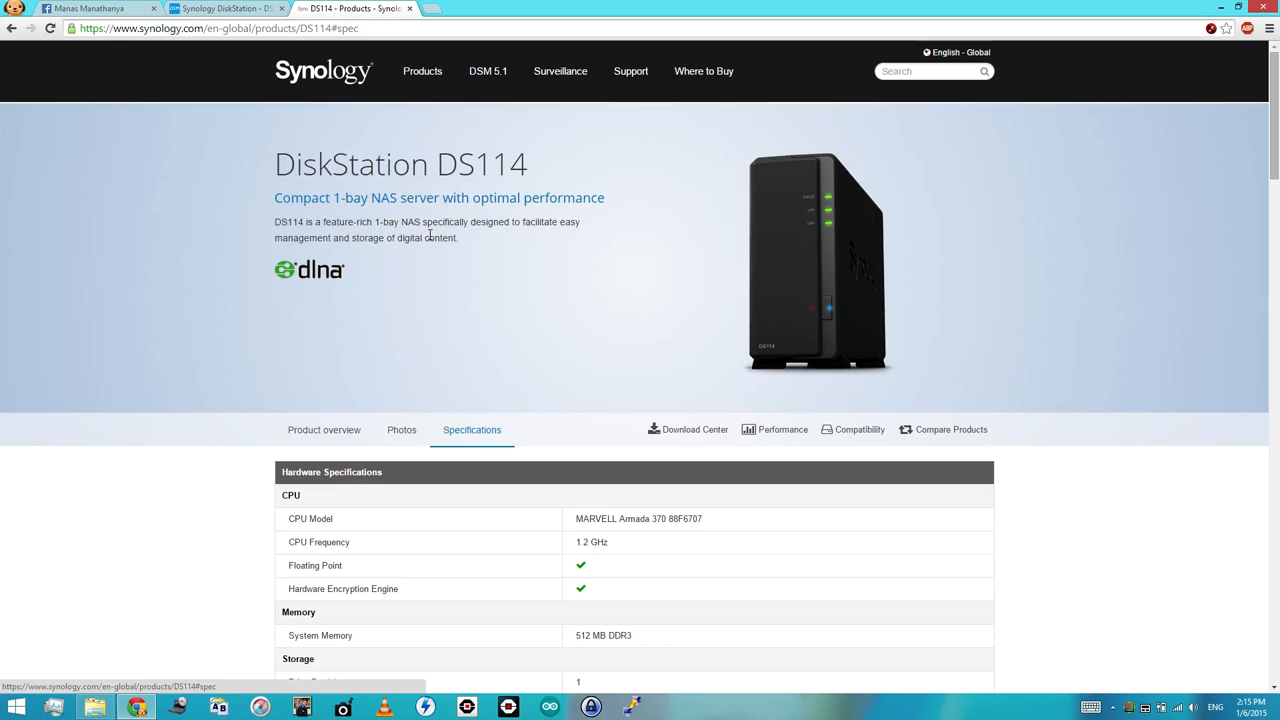 Manas Manathanya
Synology DiskStation - DS
DS114 - Products - Synolo
https://www.synology.com/en-global/products/DS114#spec
ABP
English - Global
Synology
Products
DSM 5.1
Surveillance
Support
Where to Buy
Search
DiskStation DS114
Compact 1-bay NAS server with optimal performance
DS114 is a feature-rich 1-bay NAS specifically designed to facilitate easy
management and storage of digital content.
dlna
DS114
Product overview
Photos
Specifications
Download Center
Performance
Compatibility
Compare Products
Hardware Specifications
CPU
CPU Model
MARVELL Armada 370 88F6707
CPU Frequency
1.2 GHz
Floating Point
Hardware Encryption Engine
Memory
System Memory
512 MB DDR3
Storage
1
https://www.synology.com/en-global/products/DS114#spec
ENG
2:15 PM
1/6/2015